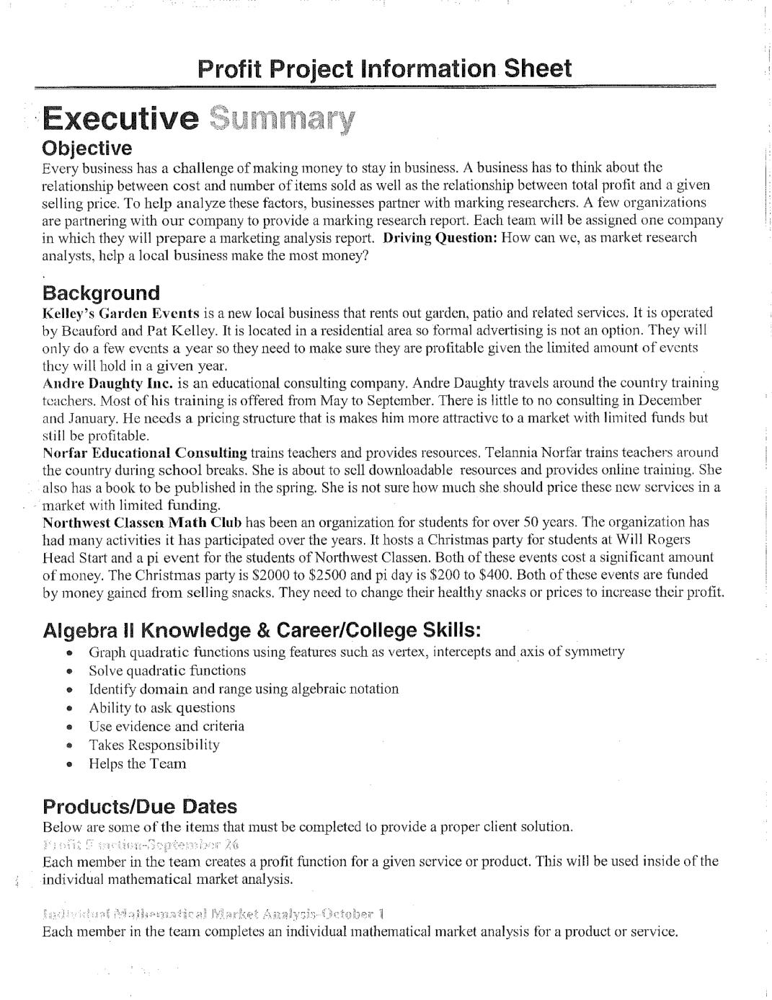 Profit Project Information Sheet
Executive Summary
Objective
Every business has a challenge of making money to stay in business. A business has to think about the
relationship between cost and number of items sold as well as the relationship between total profit and a given
selling price. To help analyze these factors, businesses partner with marking researchers. A few organizations
are partnering with our company to provide a marking research report. Each team will be assigned one company
in which they will prepare a marketing analysis report. Driving Question: How can we, as market research
analysts, help a local business make the most money?
.
Background
Kelley's Garden Events is a new local business that rents out garden, patio and related services. It is operated
by Beauford and Pat Kelley. It is located in a residential area so formal advertising is not an option. They will
only do a few events a year so they need to make sure they are profitable given the limited amount of events
they will hold in a given year.
Andre Daughty Inc. is an educational consulting company. Andre Daughty travels around the country training
teachers. Most of his training is offered from May to September. There is little to no consulting in December
and January. He needs a pricing structure that is makes him more attractive to a market with limited funds but
still be profitable.
Norfar Educational Consulting trains teachers and provides resources. Telannia Norfar trains teachers around
the country during school breaks. She is about to sell downloadable resources and provides online training. She
also has a book to be published in the spring. She is not sure how much she should price these new services in a
market with limited funding.
Northwest Classen Math Club has been an organization for students for over 50 years. The organization has
had many activities it has participated over the years. It hosts a Christmas party for students at Will Rogers
Head Start and a pi event for the students of Northwest Classen. Both of these events cost a significant amount
of money. The Christmas party is $2000 to $2500 and pi day is $200 to $400. Both of these events are funded
by money gained from selling snacks. They need to change their healthy snacks or prices to increase their profit.
Algebra II Knowledge & Career/College Skills:
• Graph quadratic functions using features such as vertex, intercepts and axis of symmetry
• Solve quadratic functions
• Identify domain and range using algebraic notation
• Ability to ask questions
• Use evidence and criteria
• Takes Responsibility
• Helps the Team
Products/Due Dates
Below are some of the items that must be completed to provide a proper client solution.
Profit Function-September 26
Each member in the team creates a profit function for a given service or product. This will be used inside of the
individual mathematical market analysis.
Individual Mathematical Market Analysis-October 1
Each member in the team completes an individual mathematical market analysis for a product or service.